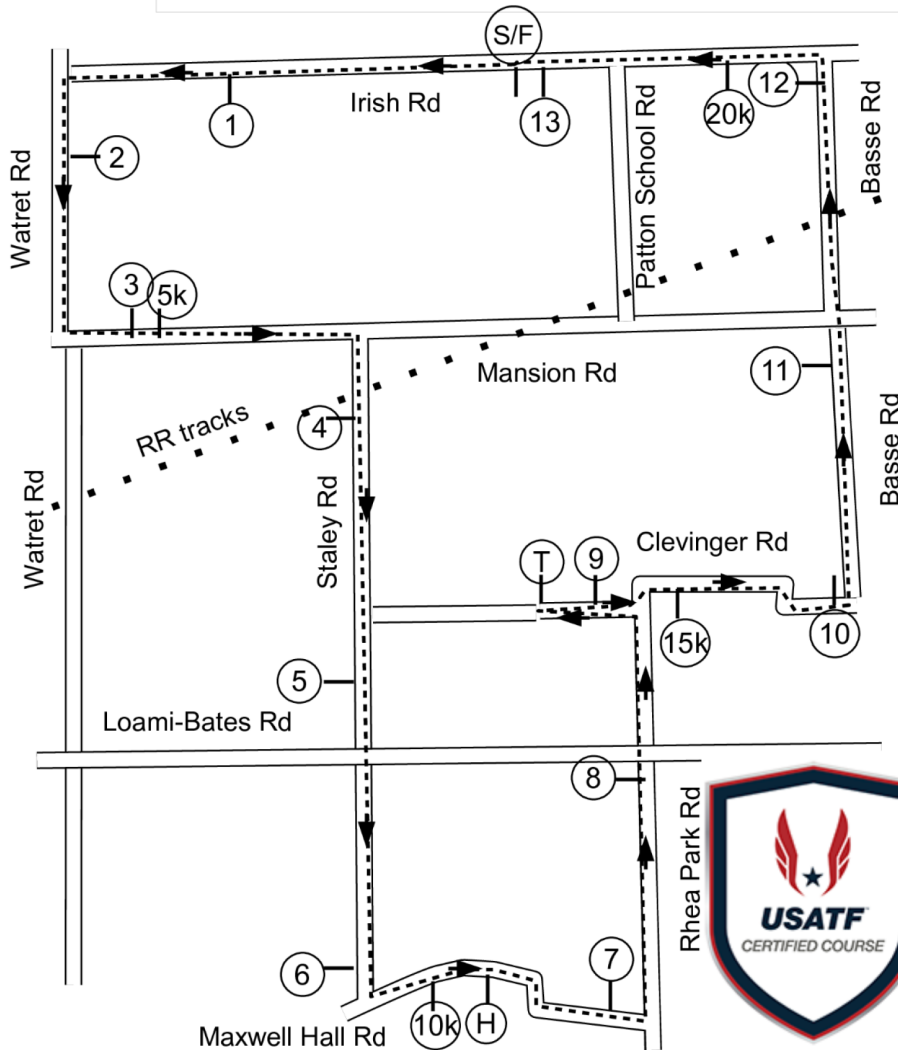 S/F
12
Irish Rd
1
13
20k
Patton School Rd
Basse Rd
Watret Rd
2
3
5k
Mansion Rd
11
4
RR tracks
Watret Rd
Staley Rd
Basse Rd
Clevinger Rd
T
9
15k
10
5
Loami-Bates Rd
8
Rhea Park Rd
6
7
10k
H
Maxwell Hall Rd
USATF
CERTIFIED COURSE